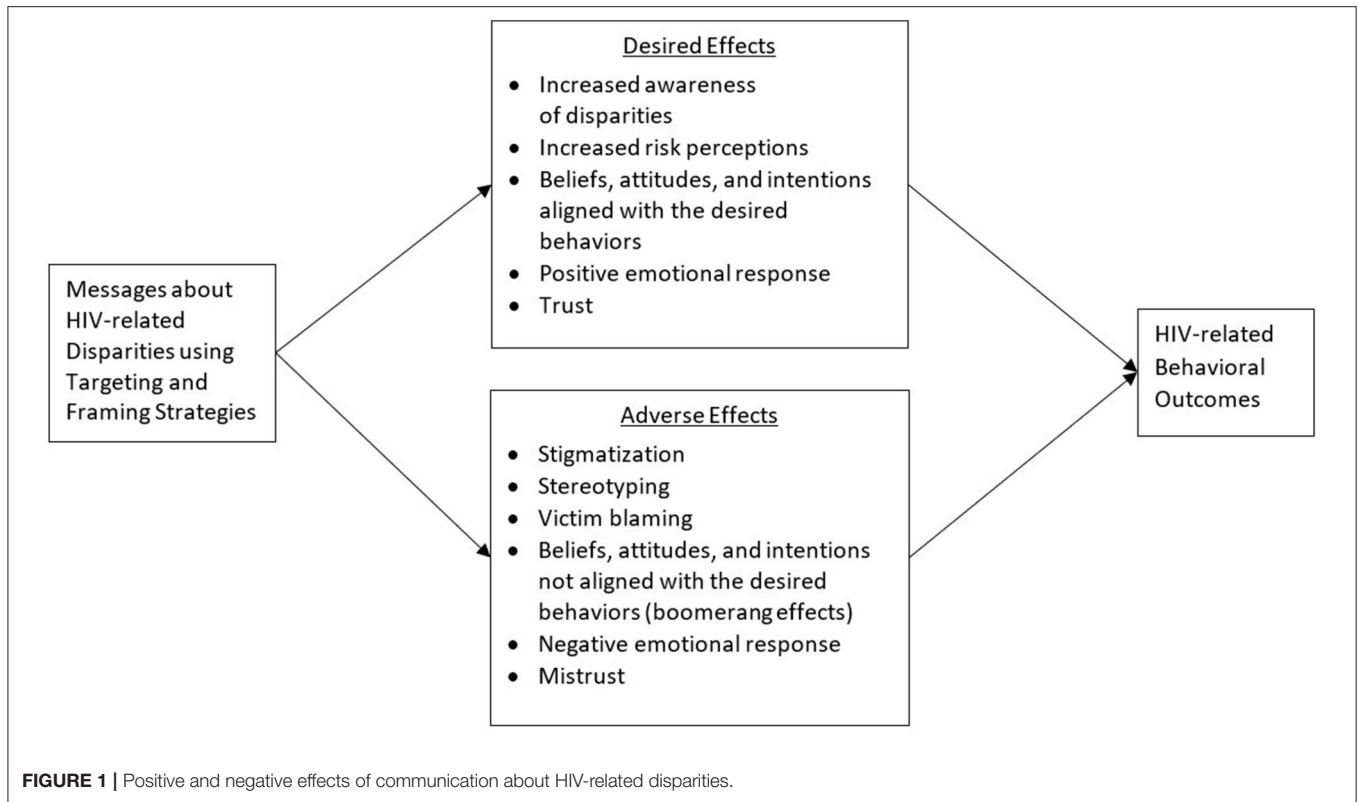 Messages about
HIV-related
Disparities using
Targeting and
Framing Strategies
Desired Effects
● Increased awareness
of disparities
● Increased risk perceptions
● Beliefs, attitudes, and intentions
aligned with the desired
behaviors
● Positive emotional response
● Trust
Adverse Effects
● Stigmatization
● Stereotyping
● Victim blaming
● Beliefs, attitudes, and intentions
not aligned with the desired
behaviors (boomerang effects)
● Negative emotional response
● Mistrust
HIV-related
Behavioral
Outcomes
FIGURE 1 | Positive and negative effects of communication about HIV-related disparities.